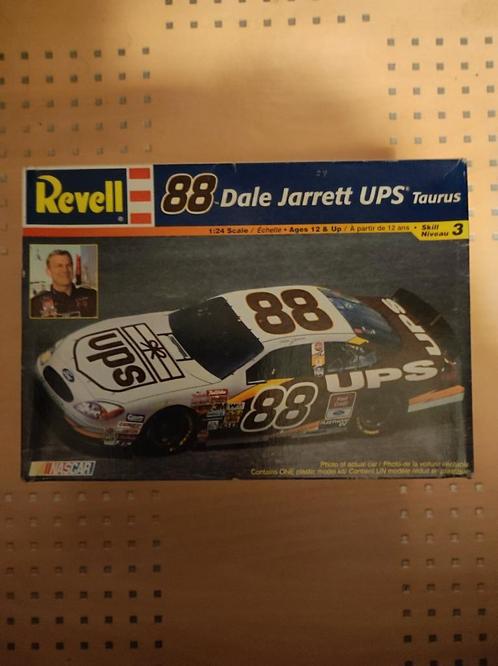 Revell®
88™ Dale Jarrett UPS® Taurus
1:24 Scale / Échelle • Ages 12 & Up / À partir de 12 ans • Skill Niveau 3
88
ups
UPS
88
UPS
NASCAR
Photo of actual car / Photo de la voiture véritable
Contains ONE plastic model kit / Contient UN modèle réduit en plastique